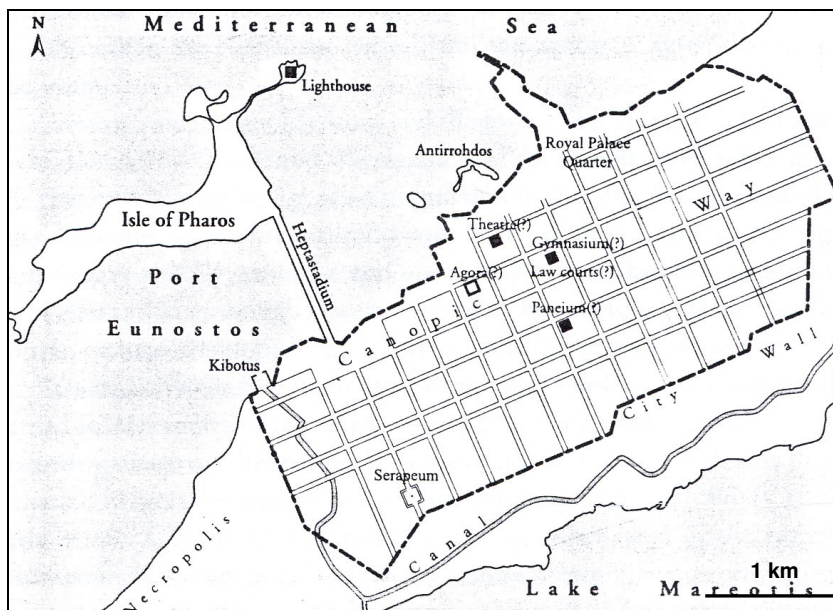 Mediterranean Sea
N
Lighthouse
Royal Palace
Quarter
Antirrohdos
Way
Isle of Pharos
Theatre(?)
Gymnasium(?)
Heptastadium
Port
Agora(?)
Law courts(?)
Canopic
Paneium(?)
Eunostos
Kibotus
Wall
City
Serapeum
Canal
Necropolis
1 km
Lake Mareotis